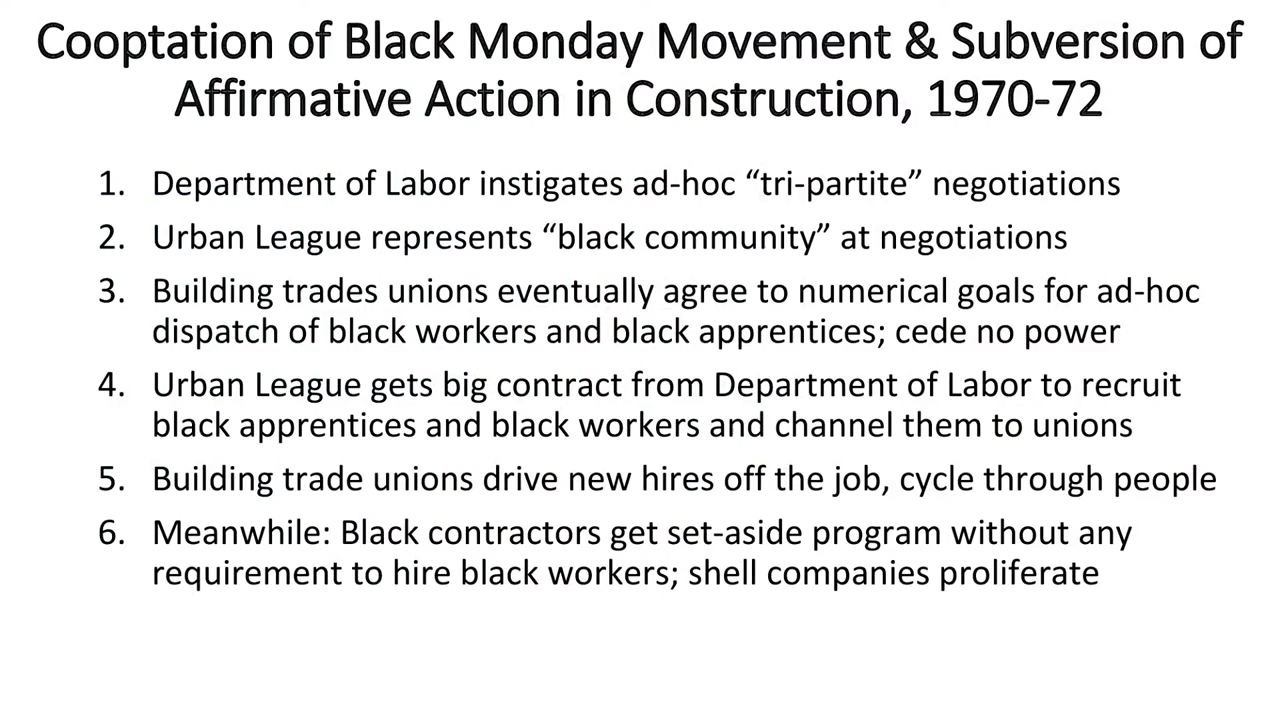 Cooptation of Black Monday Movement & Subversion of
Affirmative Action in Construction, 1970-72
1. Department of Labor instigates ad-hoc “tri-partite” negotiations
2. Urban League represents “black community” at negotiations
3. Building trades unions eventually agree to numerical goals for ad-hoc
dispatch of black workers and black apprentices; cede no power
4. Urban League gets big contract from Department of Labor to recruit
black apprentices and black workers and channel them to unions
5. Building trade unions drive new hires off the job, cycle through people
6. Meanwhile: Black contractors get set-aside program without any
requirement to hire black workers; shell companies proliferate